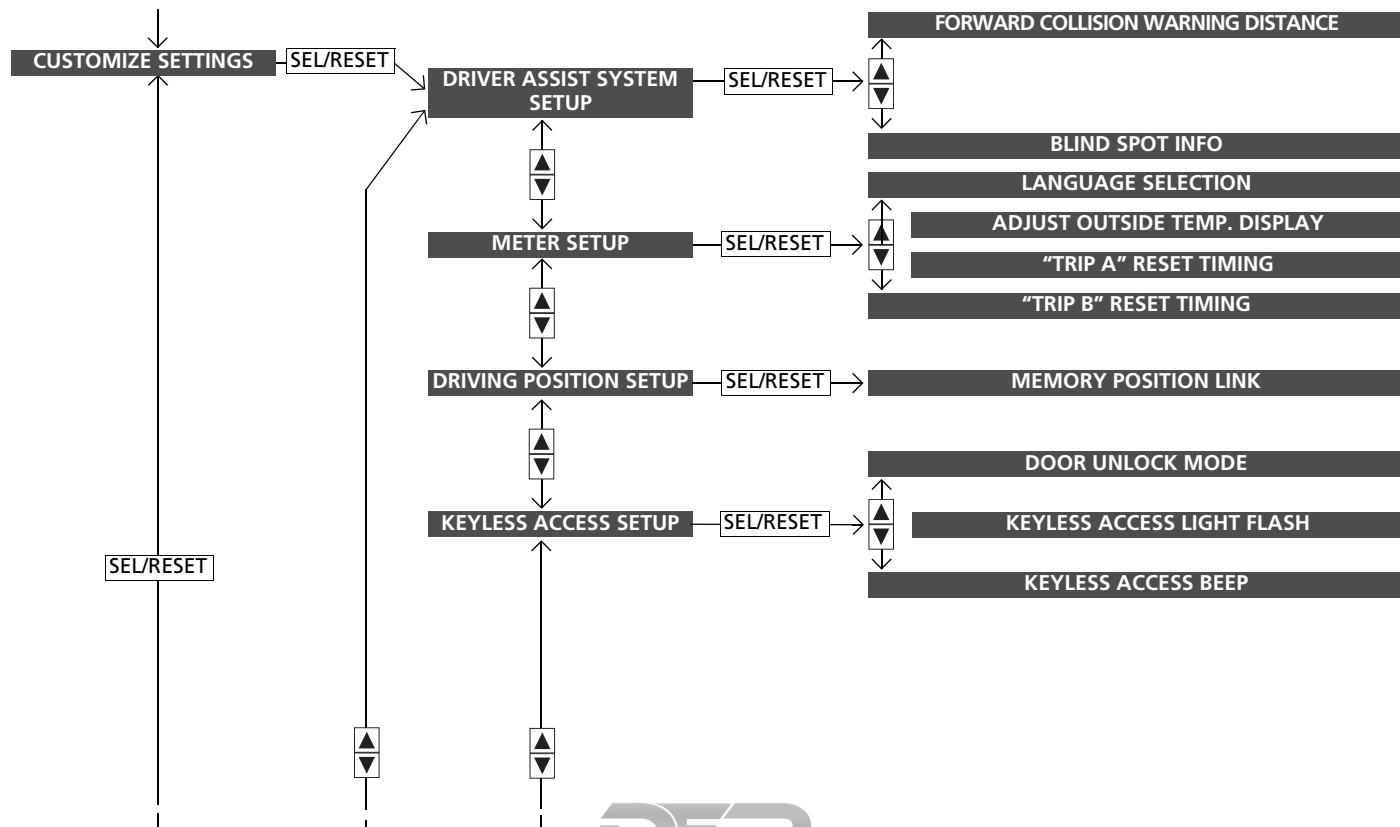 FORWARD COLLISION WARNING DISTANCE
CUSTOMIZE SETTINGS
SEL/RESET
DRIVER ASSIST SYSTEM
SETUP
SEL/RESET
BLIND SPOT INFO
LANGUAGE SELECTION
ADJUST OUTSIDE TEMP. DISPLAY
METER SETUP
SEL/RESET
“TRIP A” RESET TIMING
“TRIP B” RESET TIMING
DRIVING POSITION SETUP
SEL/RESET
MEMORY POSITION LINK
DOOR UNLOCK MODE
KEYLESS ACCESS SETUP
SEL/RESET
KEYLESS ACCESS LIGHT FLASH
SEL/RESET
KEYLESS ACCESS BEEP